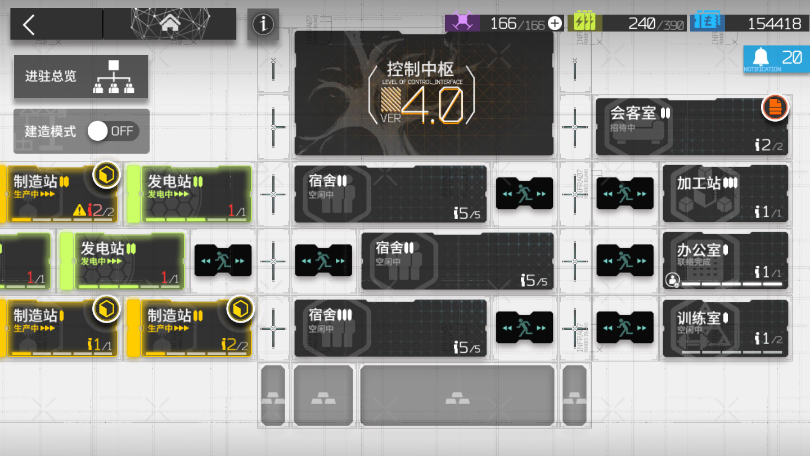 166/166
240/390
154418
进驻总览
建造模式 OFF
控制中枢
LEVEL OF CONTROL INTERFACE
VER 4.0
20
NOTIFICATION
会客室
招待中
2/2
制造站
生产中
2/2
发电站
发电中
1/1
宿舍
空闲中
5/5
加工站
1/1
1/1
发电站
发电中
1/1
宿舍
空闲中
5/5
办公室
联络完成
1/1
制造站
生产中
1/1
制造站
生产中
2/2
宿舍
空闲中
5/5
训练室
空闲中
1/2